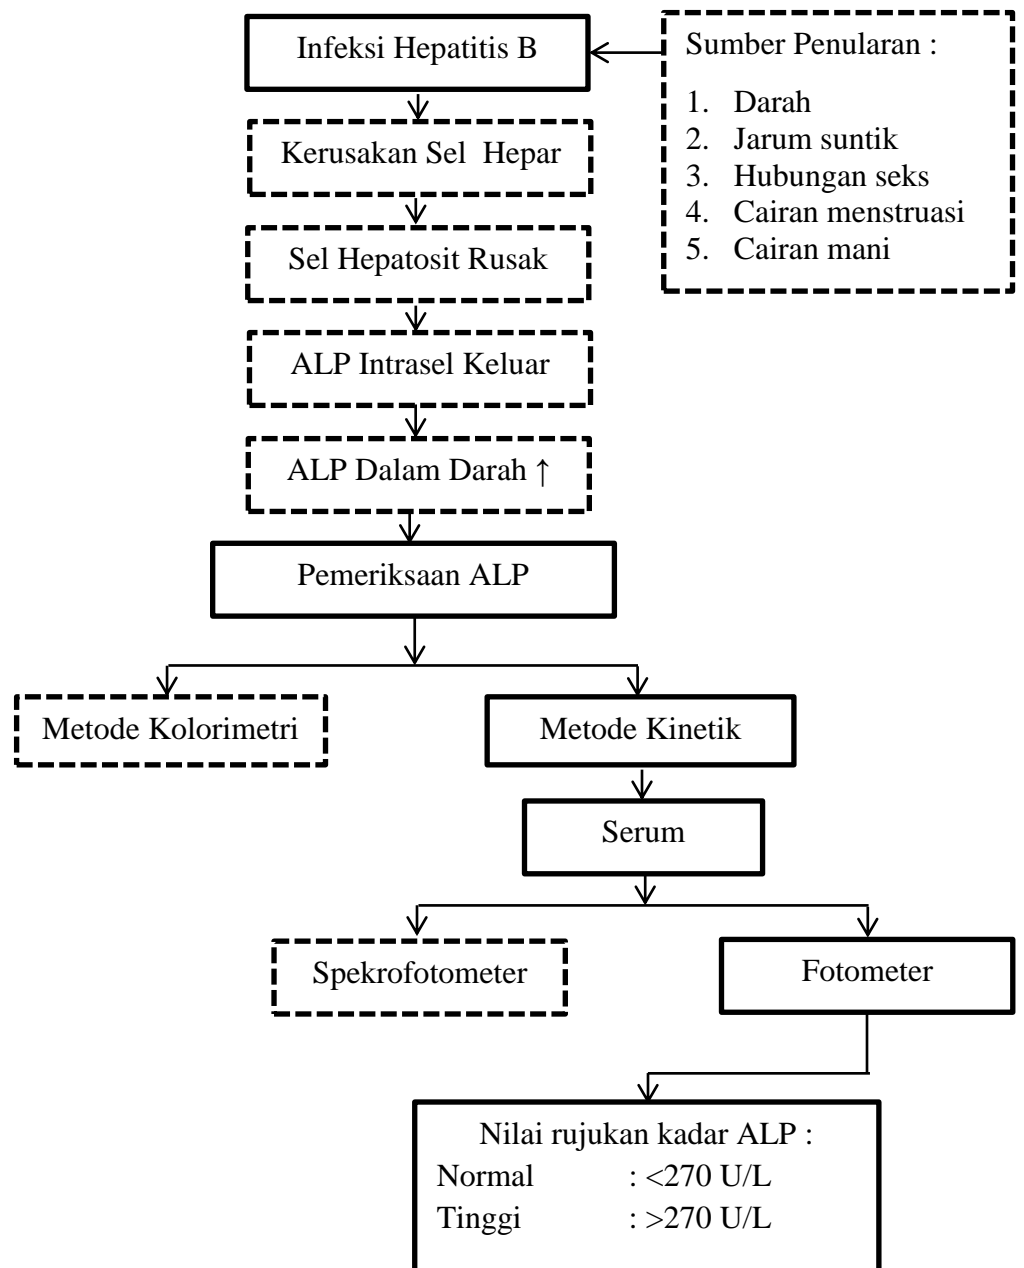 Infeksi Hepatitis B
Sumber Penularan :
1. Darah
2. Jarum suntik
3. Hubungan seks
4. Cairan menstruasi
5. Cairan mani
Kerusakan Sel Hepar
Sel Hepatosit Rusak
ALP Intrasel Keluar
ALP Dalam Darah ↑
Pemeriksaan ALP
Metode Kolorimetri
Metode Kinetik
Serum
Spekrofotometer
Fotometer
Nilai rujukan kadar ALP :
Normal : <270 U/L
Tinggi : >270 U/L